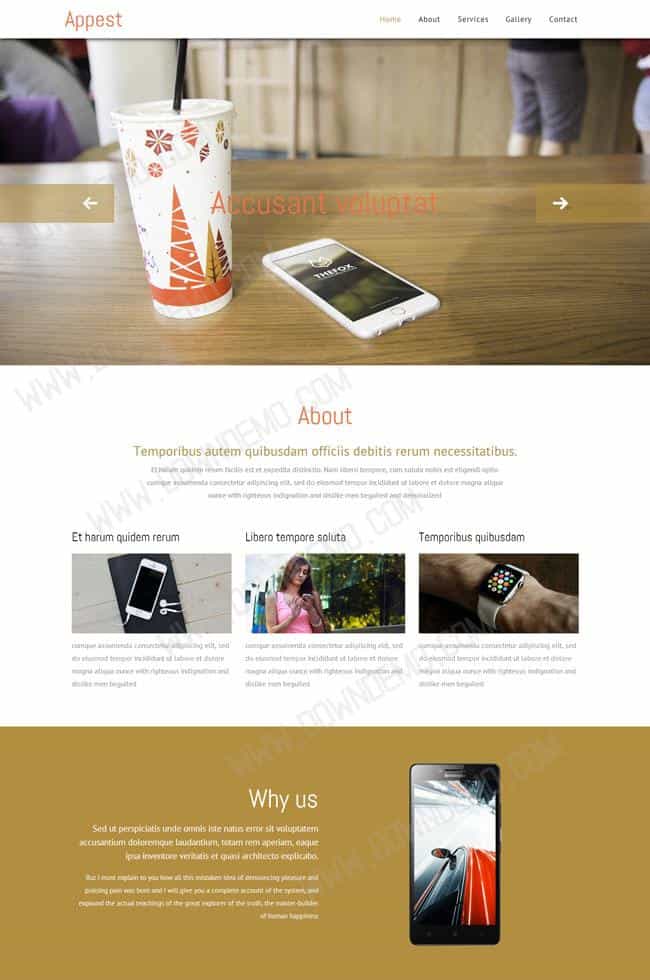 Appest
Home About Services Gallery Contact
Accusant voluptat
THEFOX
About
Temporibus autem quibusdam officiis debitis rerum necessitatibus.
Et harum quidem rerum facilis est et expedita distinctio. Nam libero tempore, cum soluta nobis est eligendi optio
cumque assumenda consectetur adipiscing elit, sed do eiusmod tempor incididunt ut labore et dolore magna aliqua
ounce with righteous indignation and dislike men beguiled and demoralized
Et harum quidem rerum
cumque assumenda consectetur adipiscing elit, sed
do eiusmod tempor incididunt ut labore et dolore
magna aliqua ounce with righteous indignation and
dislike men beguiled
Libero tempore soluta
cumque assumenda consectetur adipiscing elit, sed
do eiusmod tempor incididunt ut labore et dolore
magna aliqua ounce with righteous indignation and
dislike men beguiled
Temporibus quibusdam
cumque assumenda consectetur adipiscing elit, sed
do eiusmod tempor incididunt ut labore et dolore
magna aliqua ounce with righteous indignation and
dislike men beguiled
Why us
Sed ut perspiciatis unde omnis iste natus error sit voluptatem
accusantium doloremque laudantium, totam rem aperiam, eaque
ipsa inventore veritatis et quasi architecto explicabo.
But I must explain to you how all this mistaken idea of denouncing pleasure and
praising pain was born and I will give you a complete account of the system, and
expound the actual teachings of the great explorer of the truth, the master-builder
of human happiness
WWW.DOWNDEMO.COM